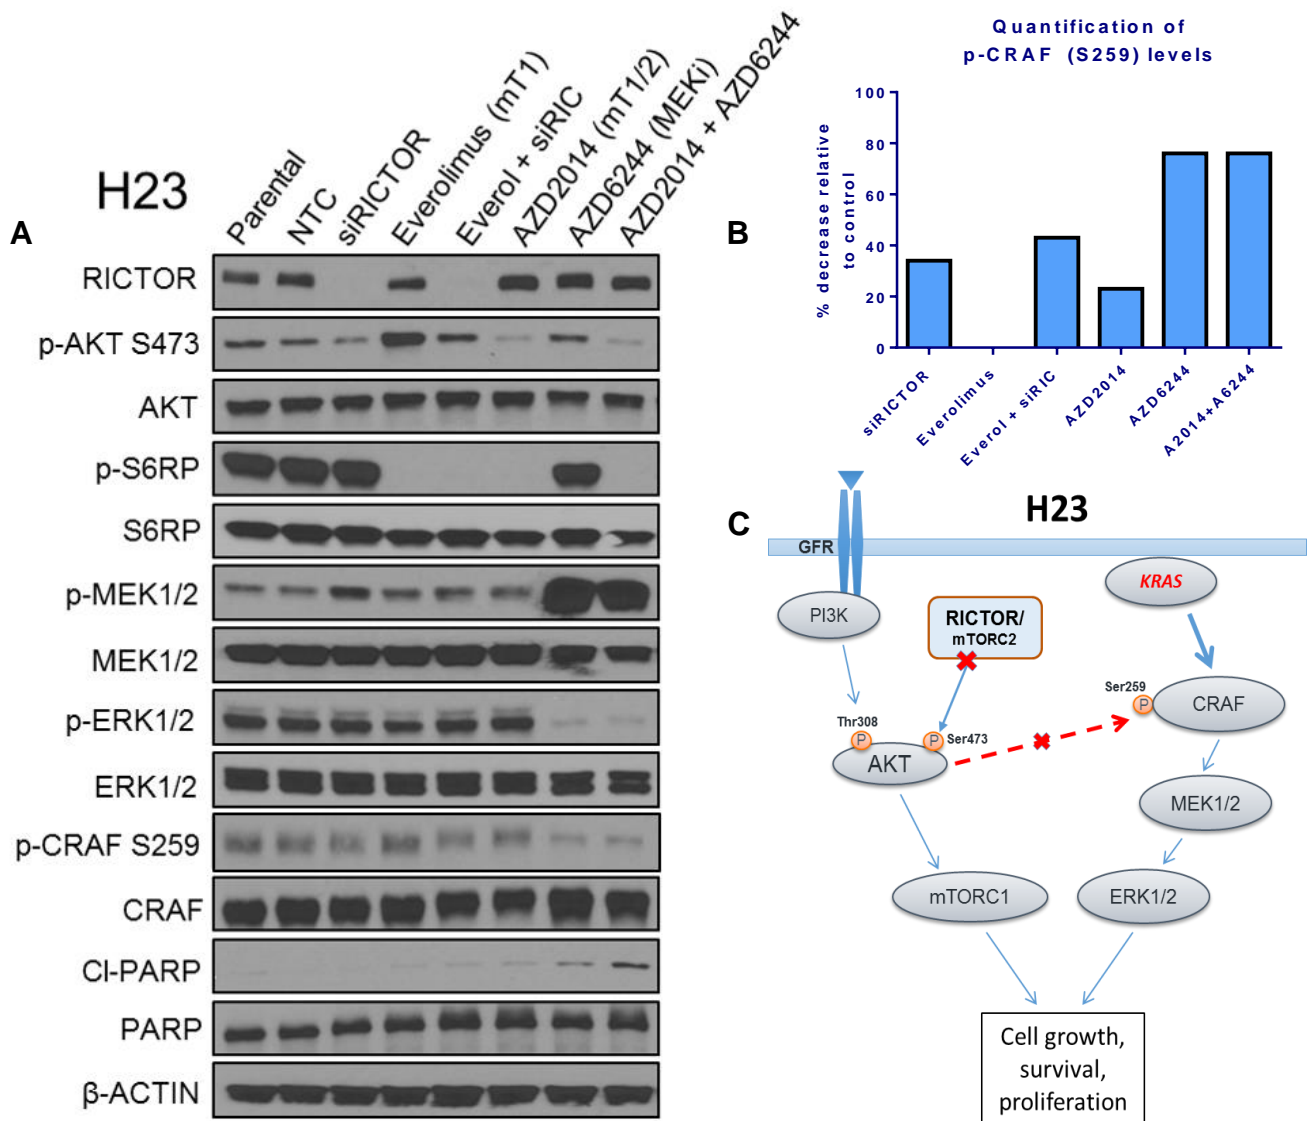 A
H23
Parental
NTC
siRICTOR
Everolimus (mT1)
Everol + siRIC
AZD2014 (mT1/2)
AZD6244 (MEKi)
AZD2014 + AZD6244
RICTOR
p-AKT S473
AKT
p-S6RP
S6RP
p-MEK1/2
MEK1/2
p-ERK1/2
ERK1/2
p-CRAF S259
CRAF
Cl-PARP
PARP
β-ACTIN
B
Quantification of
p-CRAF (S259) levels
% decrease relative
to control
100
80
60
40
20
0
siRICTOR
Everolimus
Everol + siRIC
AZD2014
AZD6244
A2014+A6244
C
H23
GFR
KRAS
PI3K
RICTOR/
mTORC2
Ser259
P
CRAF
Thr308
P
P
Ser473
AKT
MEK1/2
mTORC1
ERK1/2
Cell growth,
survival,
proliferation